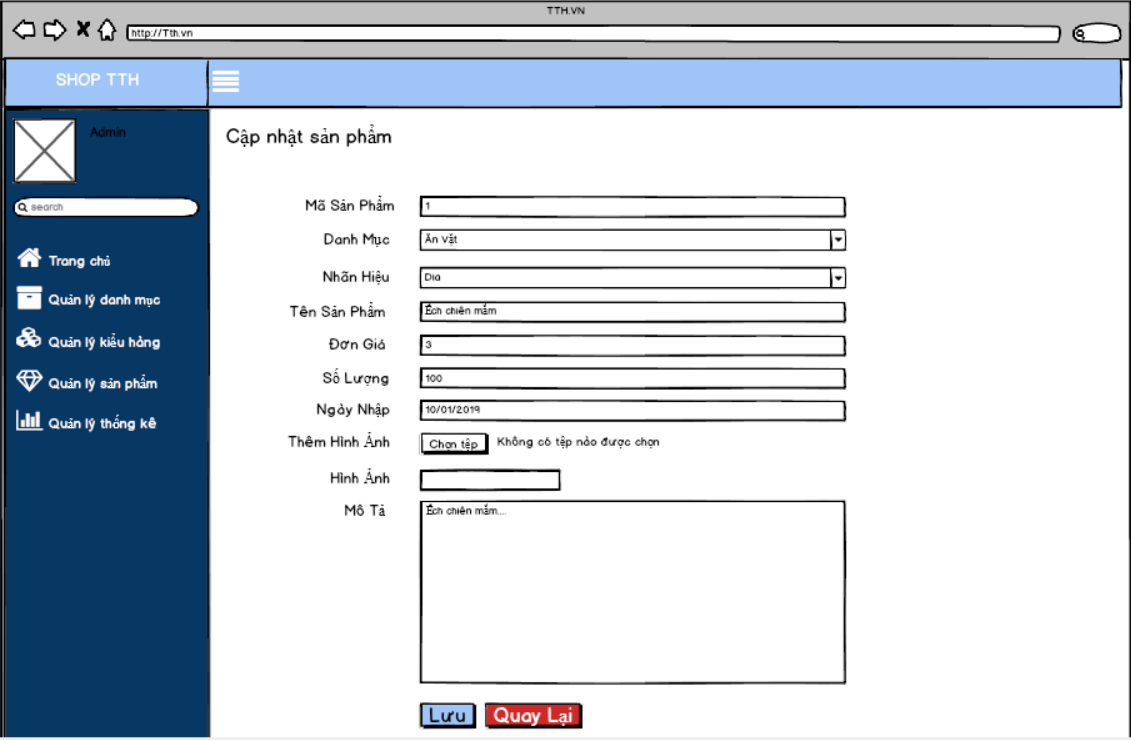 TTH.VN
http://Tth.vn
SHOP TTH
Admin
search
Trang chủ
Quản lý danh mục
Quản lý kiểu hàng
Quản lý sản phẩm
Quản lý thống kê
Cập nhật sản phẩm
Mã Sản Phẩm 1
Danh Mục Ăn Vặt
Nhãn Hiệu Dia
Tên Sản Phẩm Ếch chiên mắm
Đơn Giá 3
Số Lượng 100
Ngày Nhập 10/01/2019
Thêm Hình Ảnh Chọn tệp Không có tệp nào được chọn
Hình Ảnh
Mô Tả Ếch chiên mắm...
Lưu Quay Lại